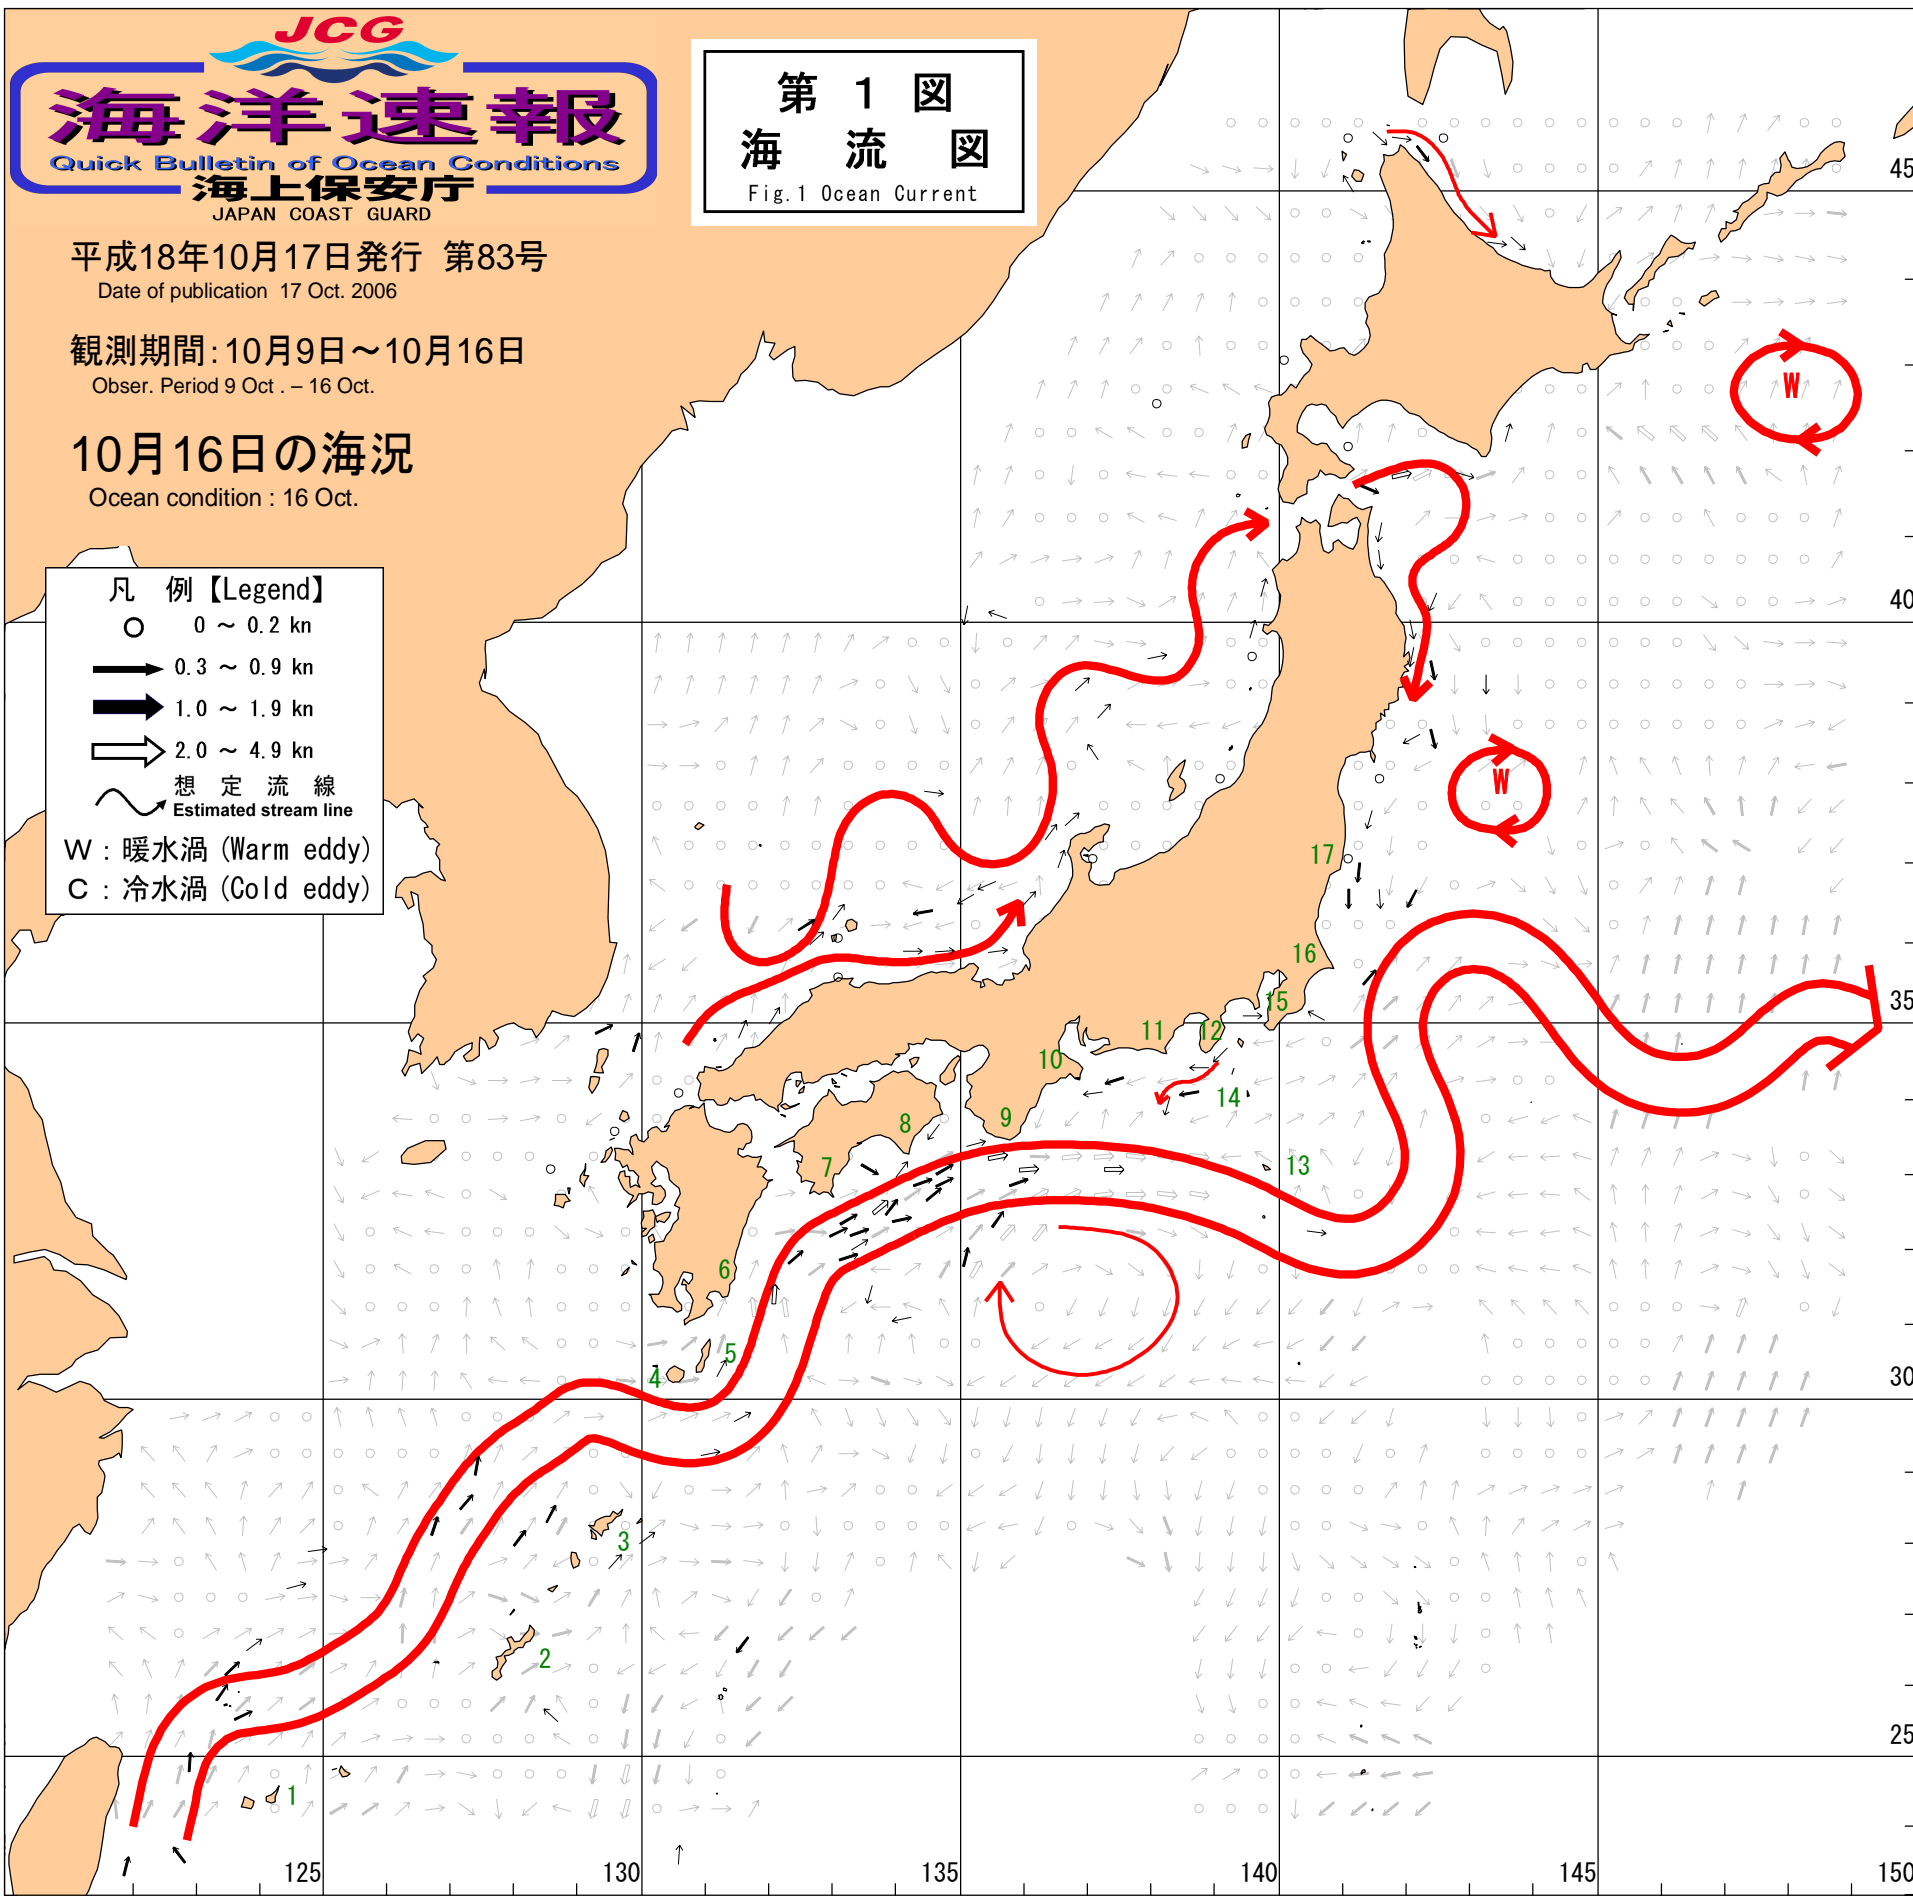 JCG
海洋速報
Quick Bulletin of Ocean Conditions
海上保安庁
JAPAN COAST GUARD
平成18年10月17日発行 第83号
Date of publication 17 Oct. 2006
観測期間:10月9日～10月16日
Obser. Period 9 Oct . – 16 Oct.
10月16日の海況
Ocean condition : 16 Oct.
第 1 図
海 流 図
Fig.1 Ocean Current
凡 例【Legend】
0 ～ 0.2 kn
0.3 ～ 0.9 kn
1.0 ～ 1.9 kn
2.0 ～ 4.9 kn
想 定 流 線
Estimated stream line
W : 暖水渦 (Warm eddy)
C : 冷水渦 (Cold eddy)
45
W
40
W
17
16
35
15
12
11
10
14
9
8
13
7
6
5
4
30
3
2
25
1
125
130
135
140
145
150